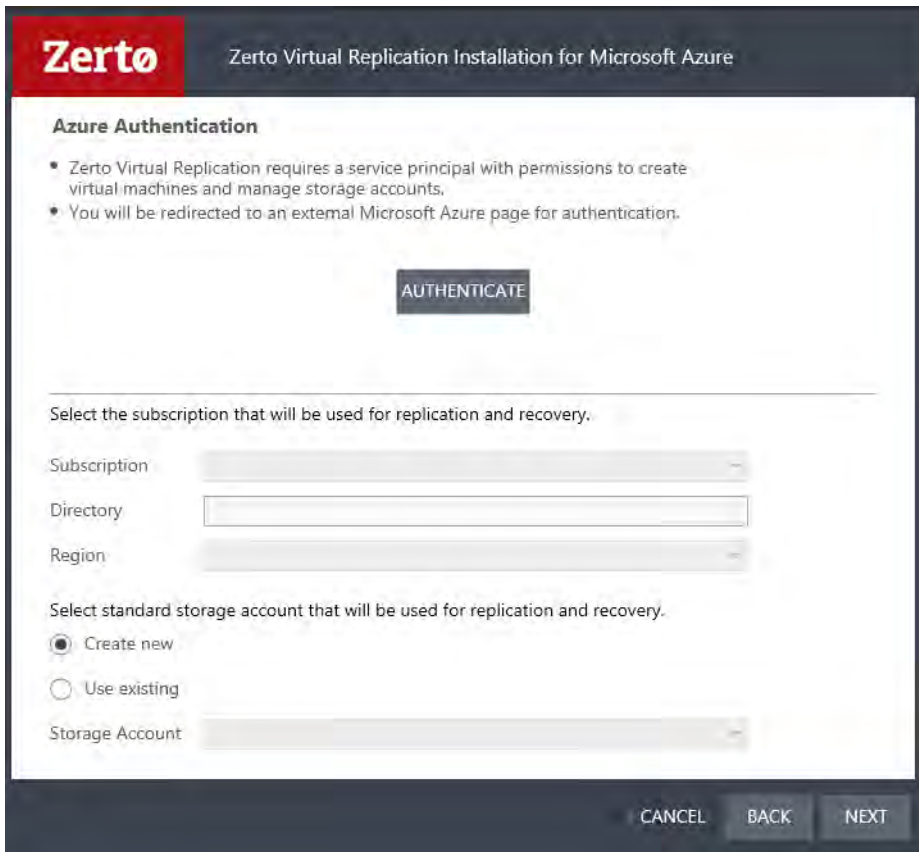 Zertø
Zerto Virtual Replication Installation for Microsoft Azure
Azure Authentication
• Zerto Virtual Replication requires a service principal with permissions to create
virtual machines and manage storage accounts.
• You will be redirected to an external Microsoft Azure page for authentication.
AUTHENTICATE
Select the subscription that will be used for replication and recovery.
Subscription
Directory
Region
Select standard storage account that will be used for replication and recovery.
Create new
Use existing
Storage Account
CANCEL BACK NEXT